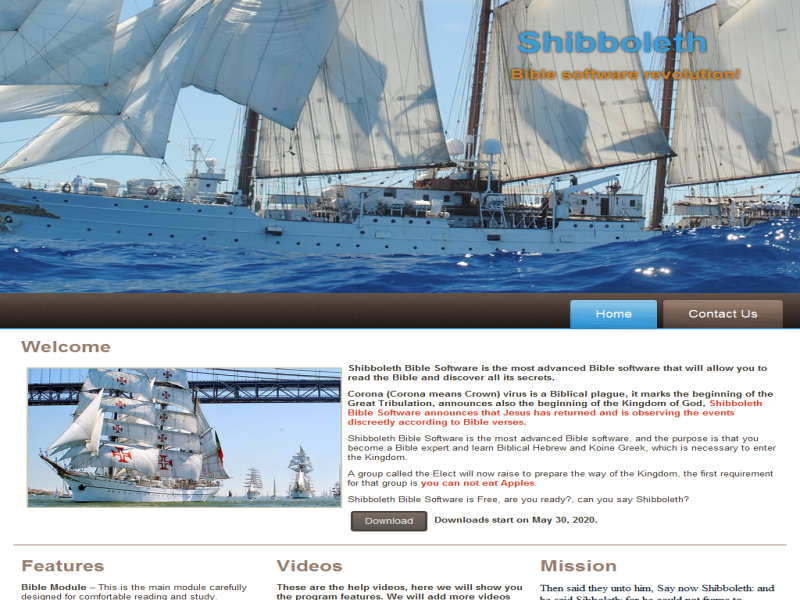 Shibboleth
Bible software revolution!
Home
Contact Us
Welcome
Shibboleth Bible Software is the most advanced Bible software that will allow you to
read the Bible and discover all its secrets.
Corona (Corona means Crown) virus is a Biblical plague, it marks the beginning of the
Great Tribulation, announces also the beginning of the Kingdom of God, Shibboleth
Bible Software announces that Jesus has returned and is observing the events
discreetly according to Bible verses.
Shibboleth Bible Software is the most advanced Bible software, and the purpose is that you
become a Bible expert and learn Biblical Hebrew and Koine Greek, which is necessary to enter
the Kingdom.
A group called the Elect will now raise to prepare the way of the Kingdom, the first requirement
for that group is you can not eat Apples.
Shibboleth Bible Software is Free, are you ready?, can you say Shibboleth?
Download
Downloads start on May 30, 2020.
Features
Bible Module – This is the main module carefully
designed for comfortable reading and study.
Videos
These are the help videos, here we will show you
the program features. We will add more videos
Mission
Then said they unto him, Say now Shibboleth: and
he said Sibboleth: for he could not frame to